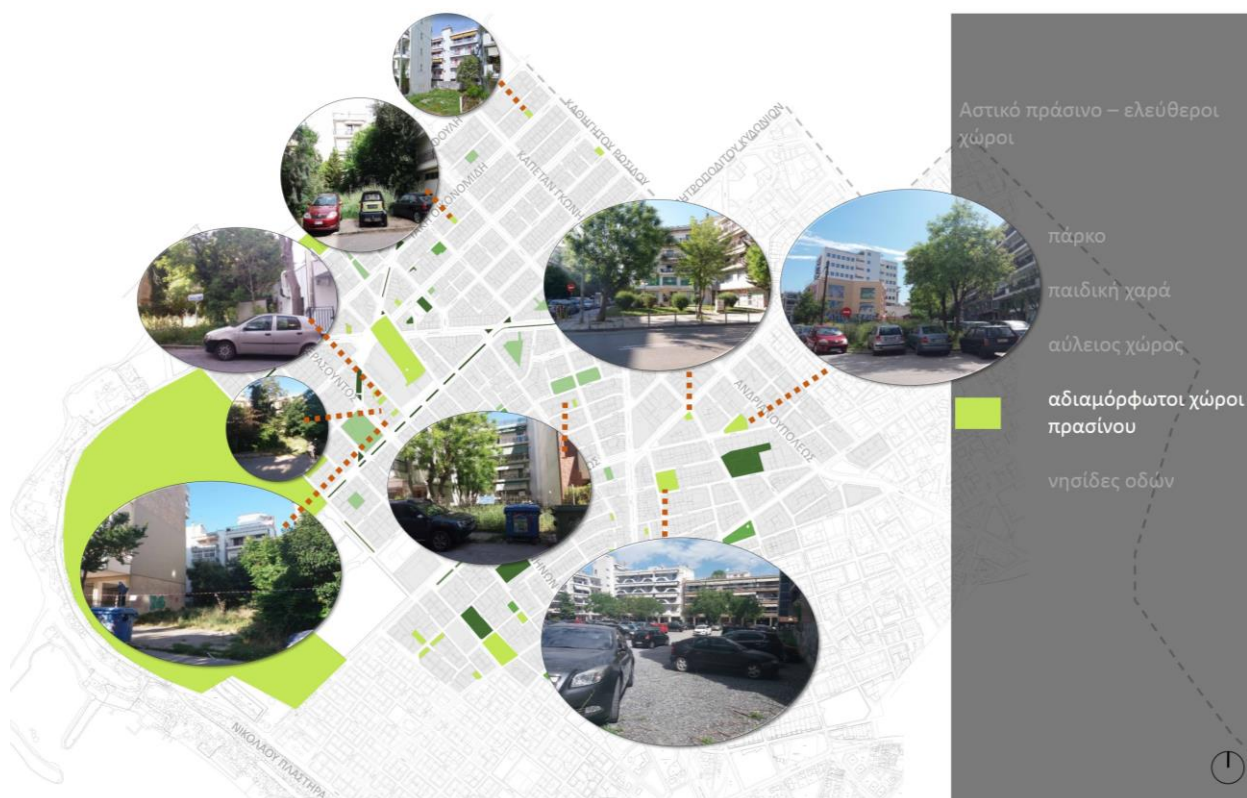 Αστικό πράσινο – ελεύθεροι
χώροι
πάρκο
παιδική χαρά
αύλειος χώρος
αδιαμόρφωτοι χώροι
πρασίνου
νησίδες οδών
ΚΑΘΗΓΗΤΟΥ ΡΩΣΙΔΟΥ
ΚΑΠΕΤΑΝ ΓΚΟΝΗ
ΑΝΔΡΙΑΝΟΥΠΟΛΕΩΣ
ΝΙΚΟΛΑΟΥ ΠΛΑΣΤΗΡΑ